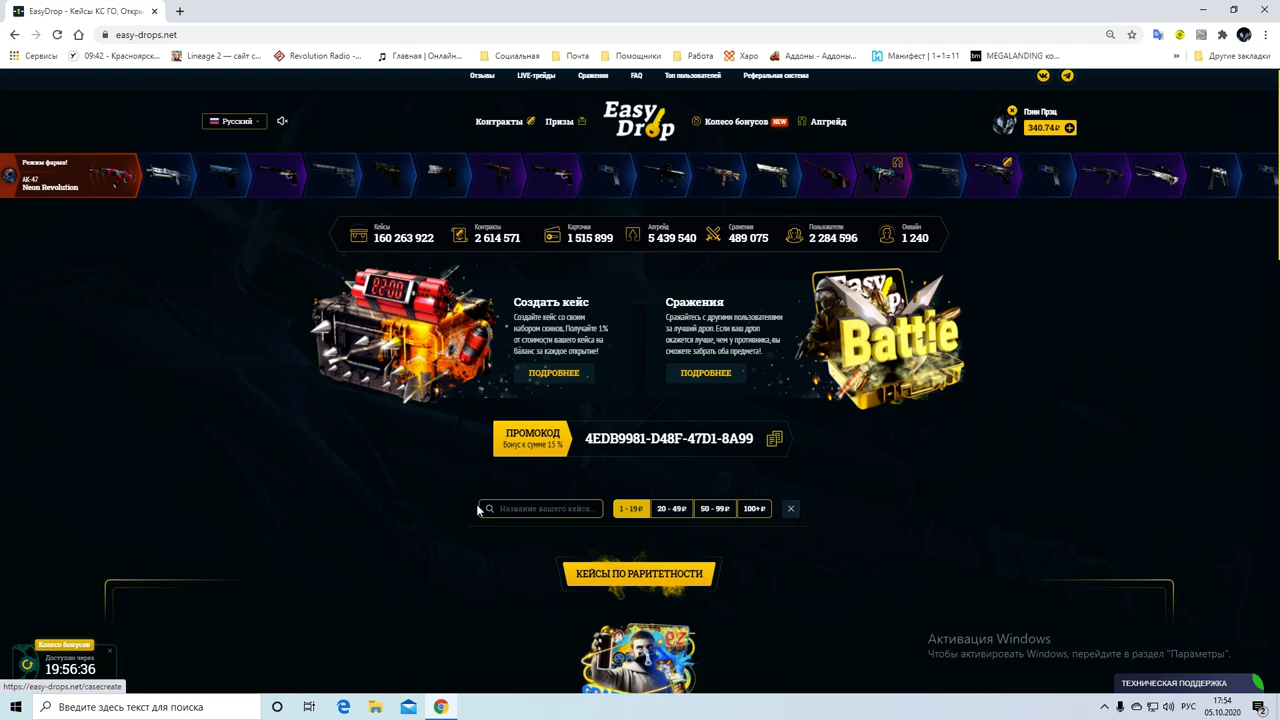 EasyDrop - Кейсы КС ГО, Откры
easy-drops.net
Сервисы
09:42 - Красноярск...
Lineage 2 — сайт с...
Revolution Radio -...
Главная | Онлайн...
Социальная
Почта
Помощники
Работа
Харо
Аддоны - Аддоны...
Манифест | 1+1=11
MEGALANDING ко...
»
Другие закладки
Отзывы
LIVE-трейды
Сражения
FAQ
Топ пользователей
Реферальная система
Русский
Контракты
Призы
Easy
Drop
Колесо бонусов NEW
Апгрейд
Пэин Прэц
340.74₽
Режим фарма!
АК-47
Neon Revolution
Кейсы
160 263 922
Контракты
2 614 571
Карточки
1 515 899
Апгрейд
5 439 540
Сражения
489 075
Пользователи
2 284 596
Онлайн
1 240
22:00
Создать кейс
Создайте кейс со своим
набором скинов. Получайте 1%
от стоимости вашего кейса на
баланс за каждое открытие!
ПОДРОБНЕЕ
Сражения
Сражайтесь с другими пользователями
за лучший дроп. Если ваш дроп
окажется лучше, чем у противника, вы
сможете забрать оба предмета!.
ПОДРОБНЕЕ
Easy
Drop
Battle
ПРОМОКОД
Бонус к сумме 15 %
4EDB9981-D48F-47D1-8A99
Название вашего кейса...
1 - 19₽
20 - 49₽
50 - 99₽
100+₽
КЕЙСЫ ПО РАРИТЕТНОСТИ
Колесо бонусов
Доступно через
19:56:36
https://easy-drops.net/casecreate
Активация Windows
Чтобы активировать Windows, перейдите в раздел "Параметры".
ТЕХНИЧЕСКАЯ ПОДДЕРЖКА
Введите здесь текст для поиска
РУС
17:54
05.10.2020
2